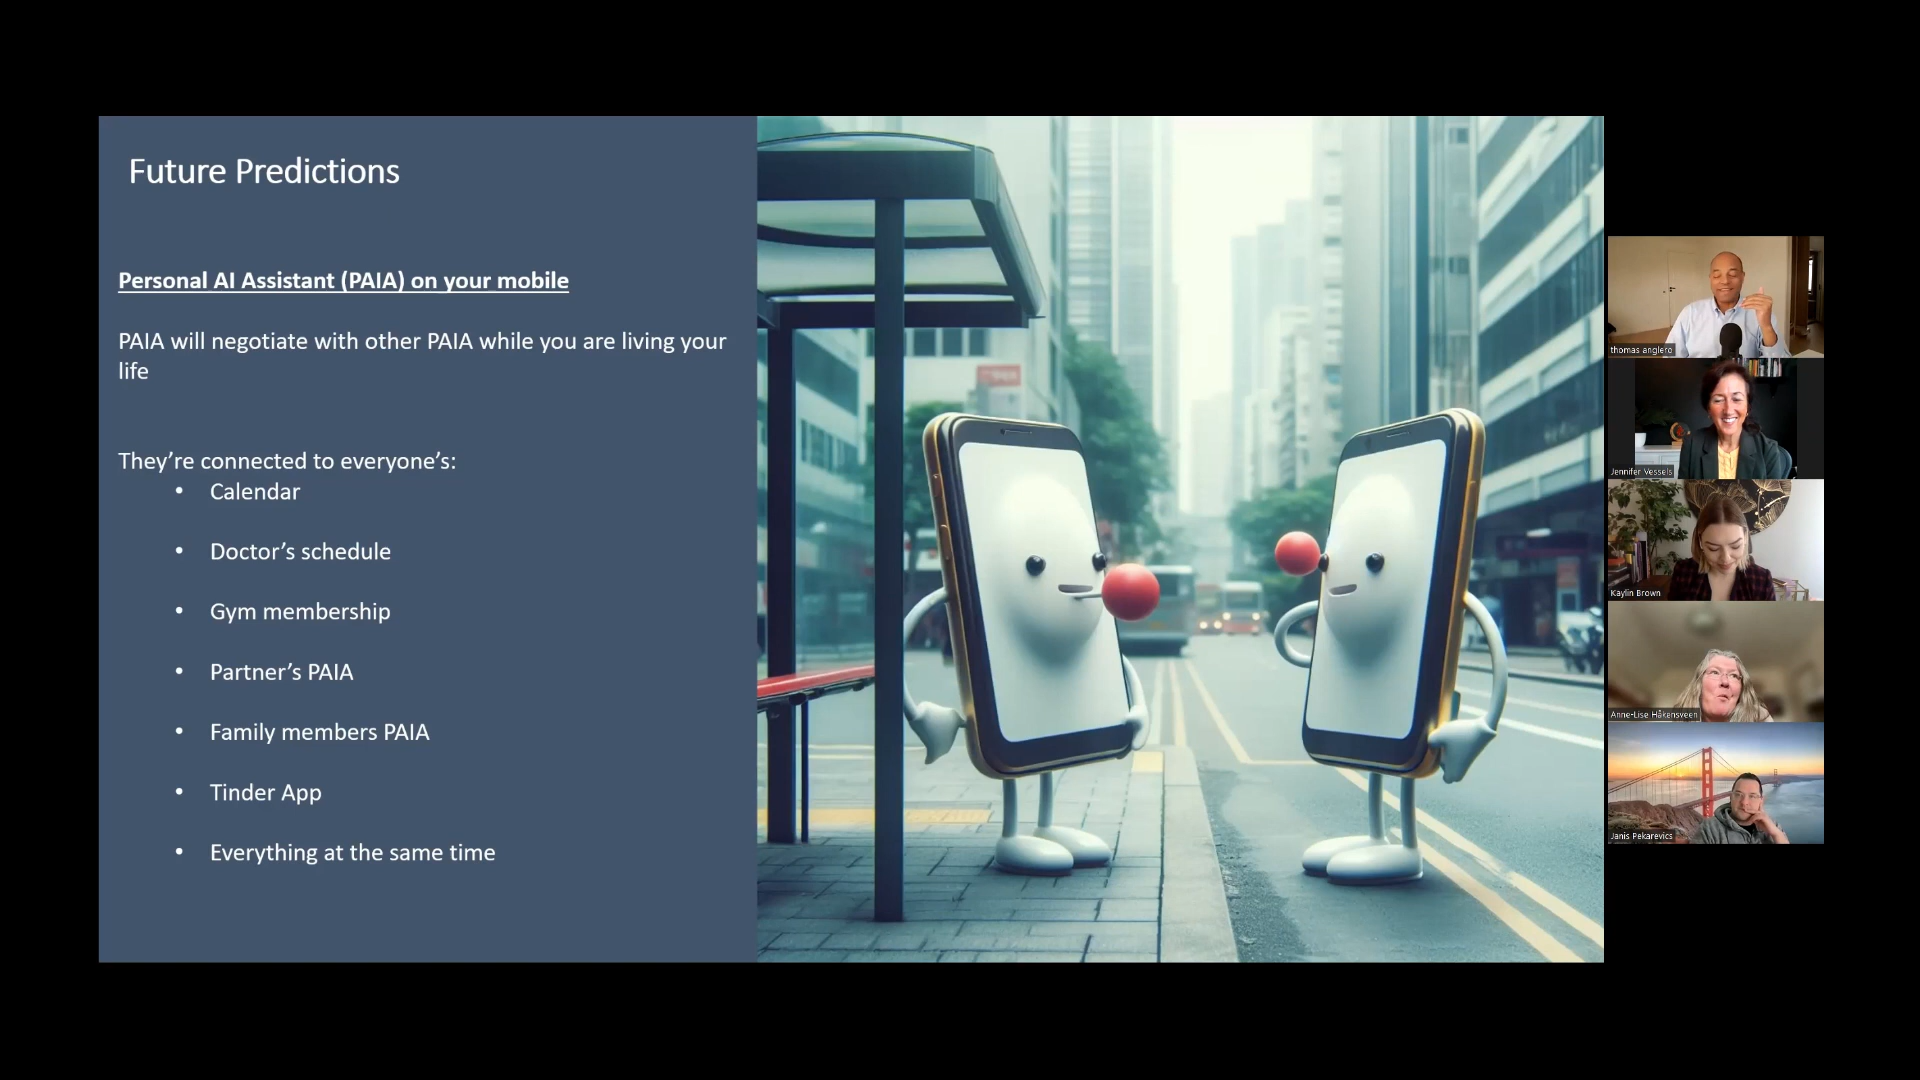 Future Predictions
Personal AI Assistant (PAIA) on your mobile
PAIA will negotiate with other PAIA while you are living your
life
They’re connected to everyone’s:
• Calendar
• Doctor’s schedule
• Gym membership
• Partner’s PAIA
• Family members PAIA
• Tinder App
• Everything at the same time
thomas anglero
Jennifer Vessels
Kaylin Brown
Anne-Lise Håkensveen
Janis Pekarevics